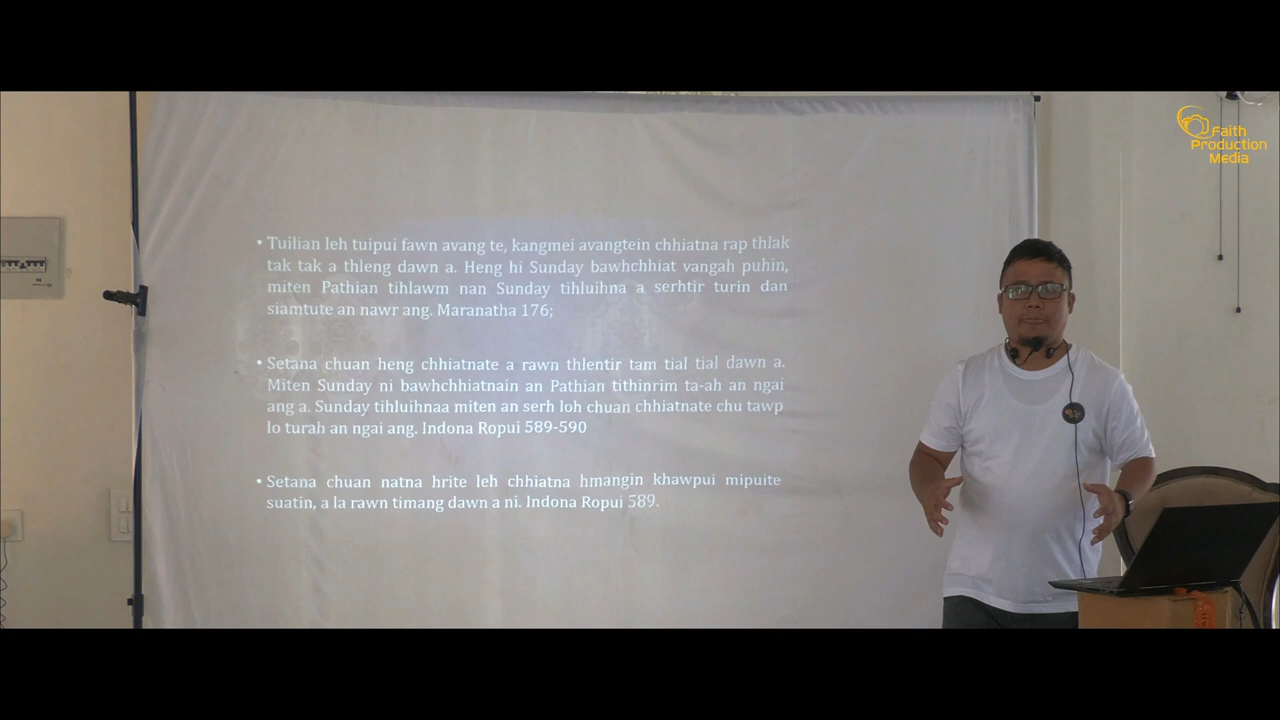 Faith
Production
Media
• Tuilian leh tuipui fawn avang te, kangmei avangtein chhiatna rap thlak
tak tak a thleng dawn a. Heng hi Sunday bawhchhiat vangah puhin,
miten Pathian tihlawm nan Sunday tihluihna a serhtir turin dan
siamtute an nawr ang. Maranatha 176;
• Setana chuan heng chhiatnate a rawn thlentir tam tial tial dawn a.
Miten Sunday ni bawhchhiatnain an Pathian tithinrim ta-ah an ngai
ang a. Sunday tihluihnaa miten an serh loh chuan chhiatnate chu tawp
lo turah an ngai ang. Indona Ropui 589-590
• Setana chuan natna hrite leh chhiatna hmangin khawpui mipuite
suatin, a la rawn timang dawn a ni. Indona Ropui 589.